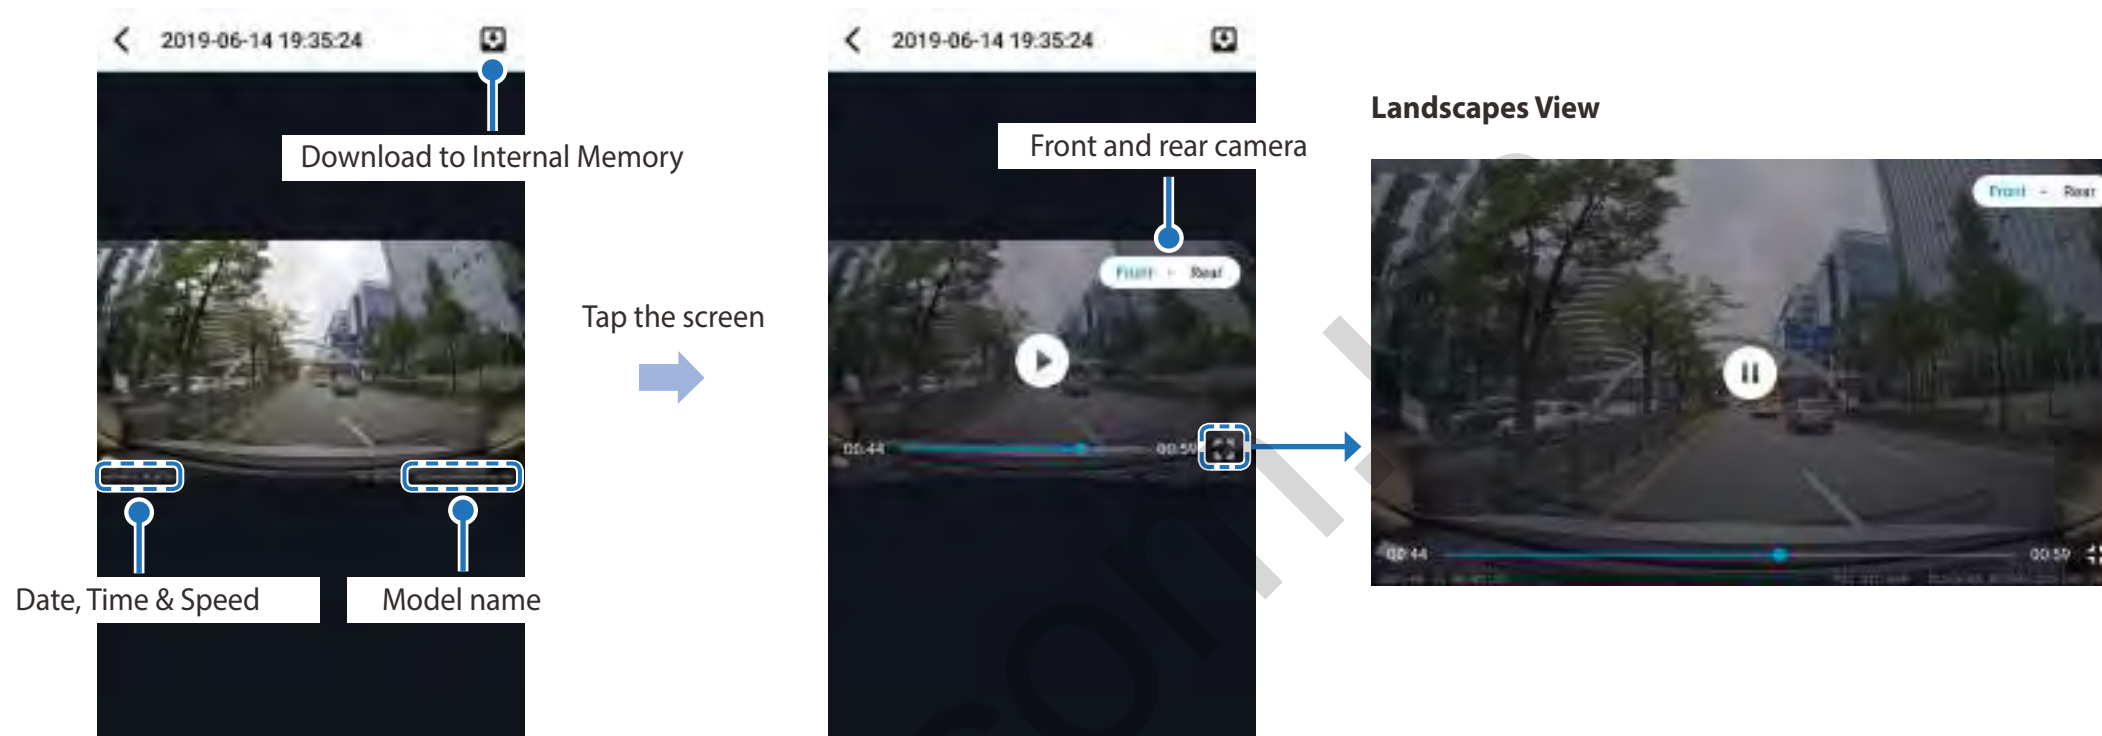 2019-06-14 19:35:24
Download to Internal Memory
Date, Time & Speed
Model name
Tap the screen
2019-06-14 19:35:24
Front and rear camera
Front - Rear
00:44
00:59
Landscapes View
Front - Rear
00:44
00:59